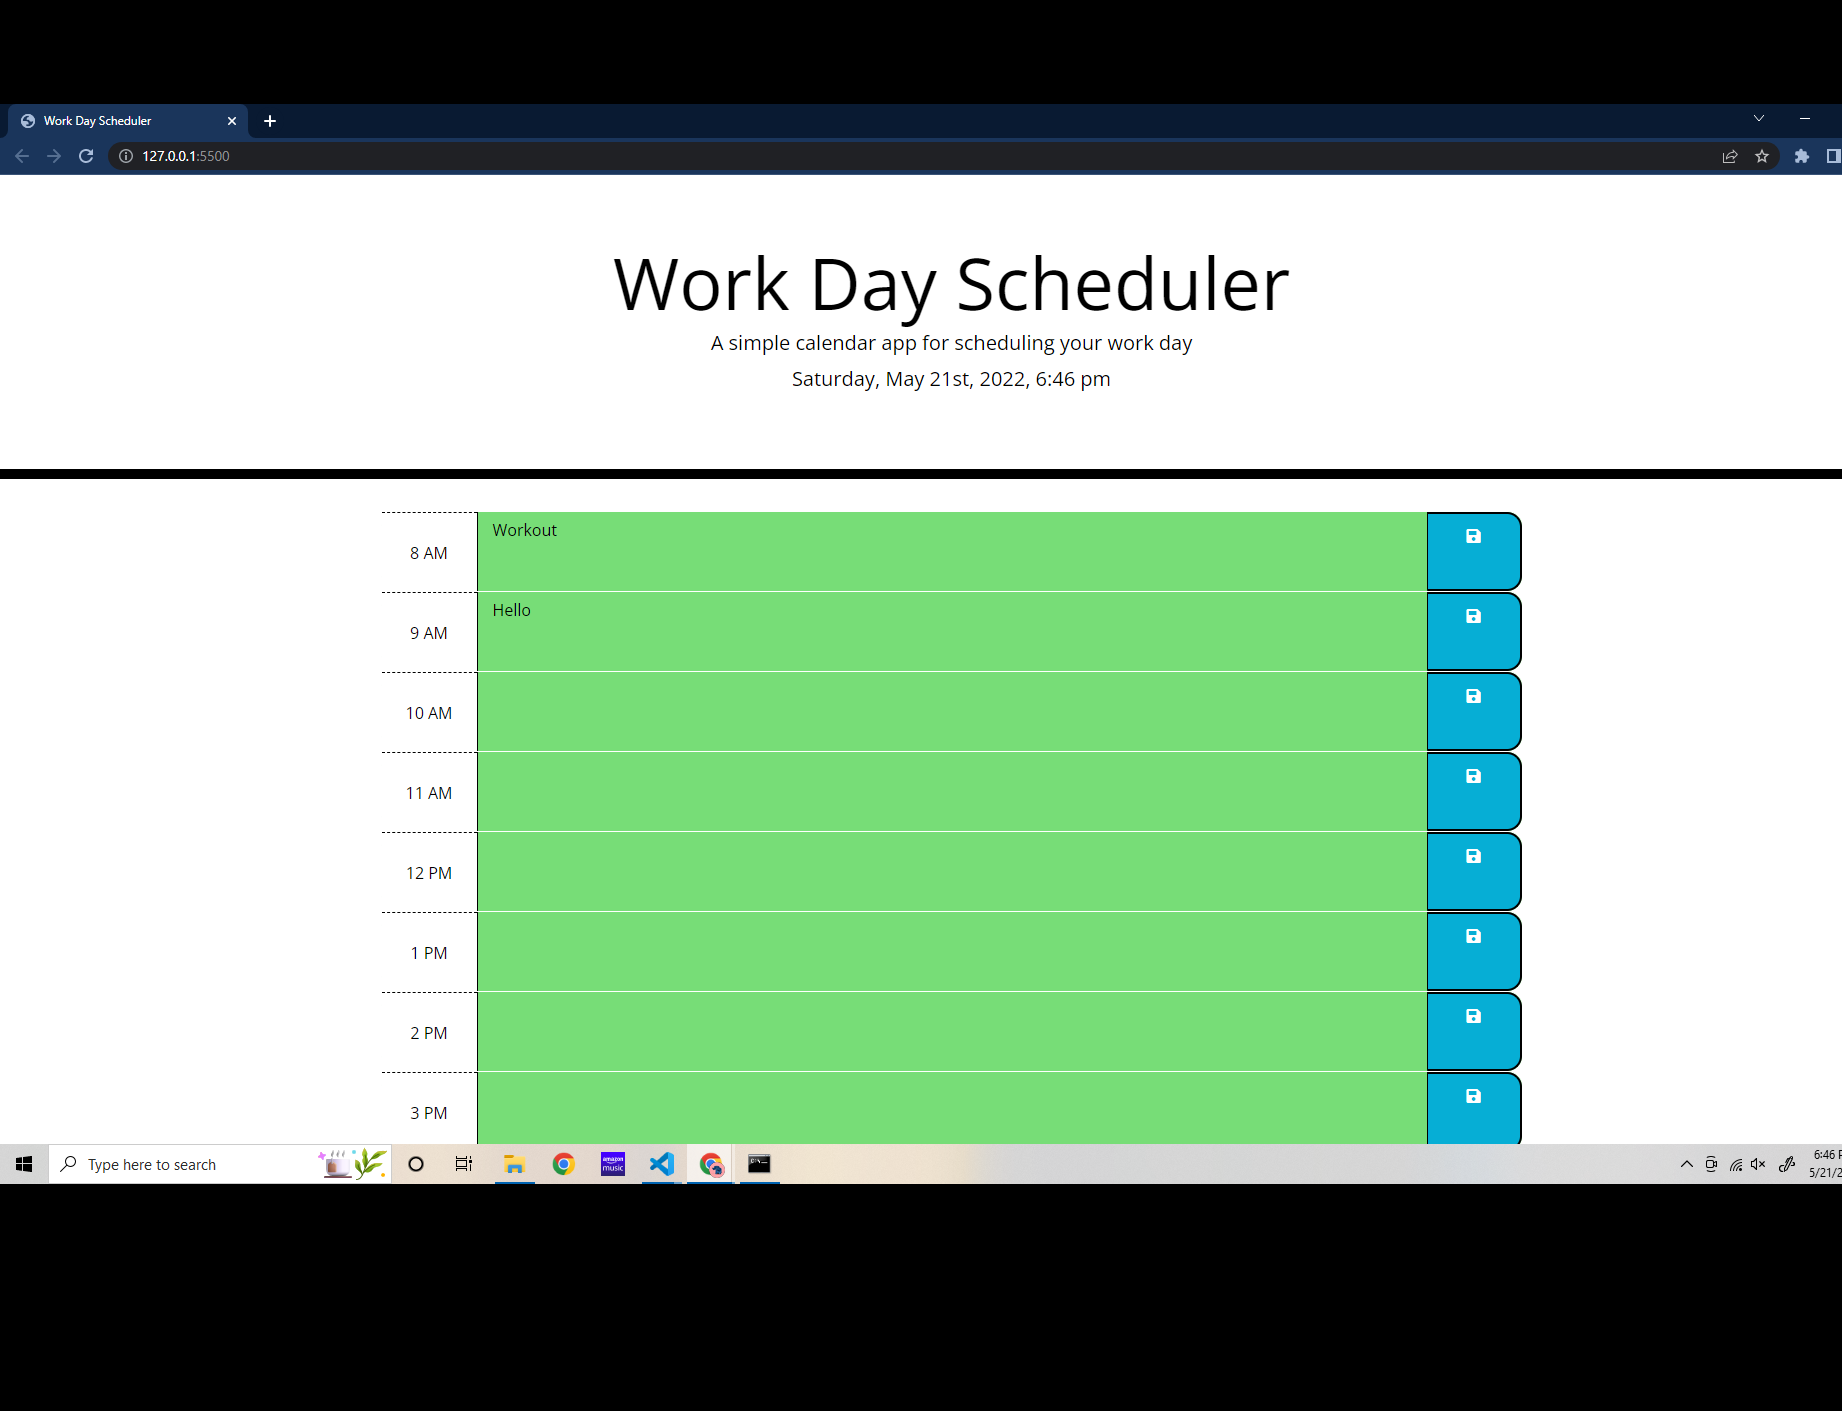 Work Day Scheduler
127.0.0.1:5500
Work Day Scheduler
A simple calendar app for scheduling your work day
Saturday, May 21st, 2022, 6:46 pm
8 AM
Workout
9 AM
Hello
10 AM
11 AM
12 PM
1 PM
2 PM
3 PM
Type here to search
amazon
music
6:46 P
5/21/2